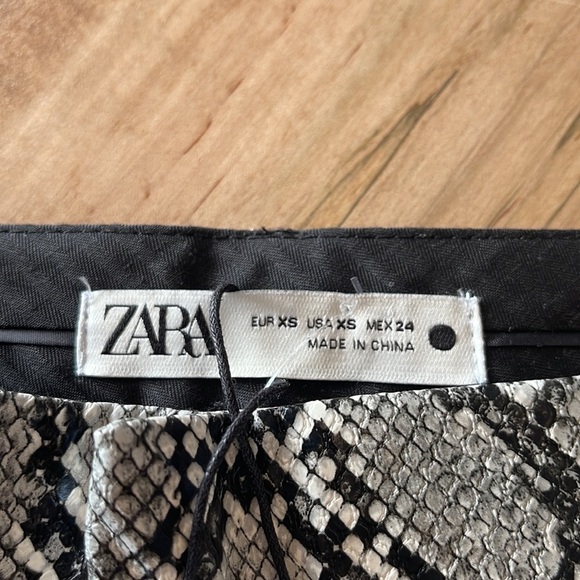 ZARA
EUR XS USA XS MEX 24
MADE IN CHINA